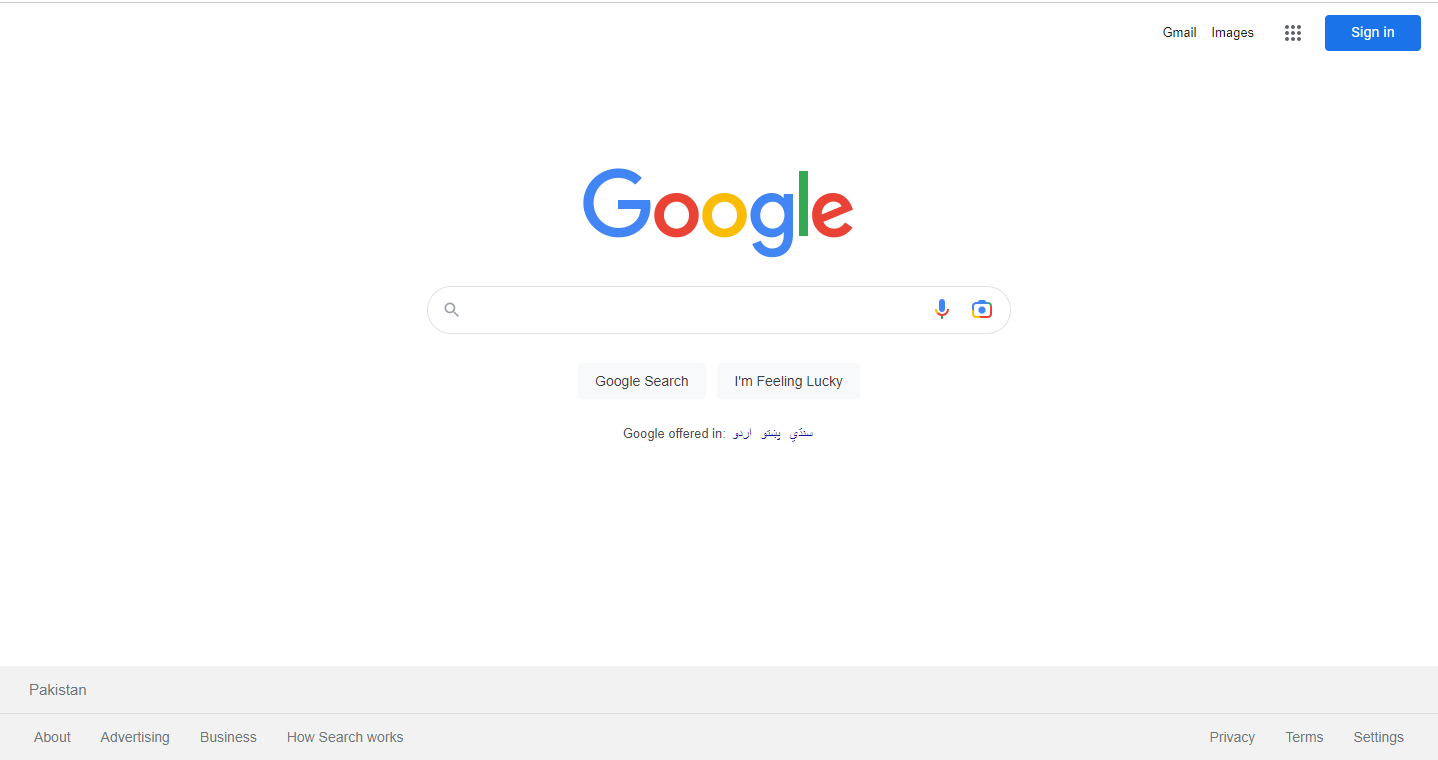 Gmail Images Sign in
Google
Google Search I'm Feeling Lucky
Google offered in: اردو پښتو سنڌي
Pakistan
About Advertising Business How Search works Privacy Terms Settings